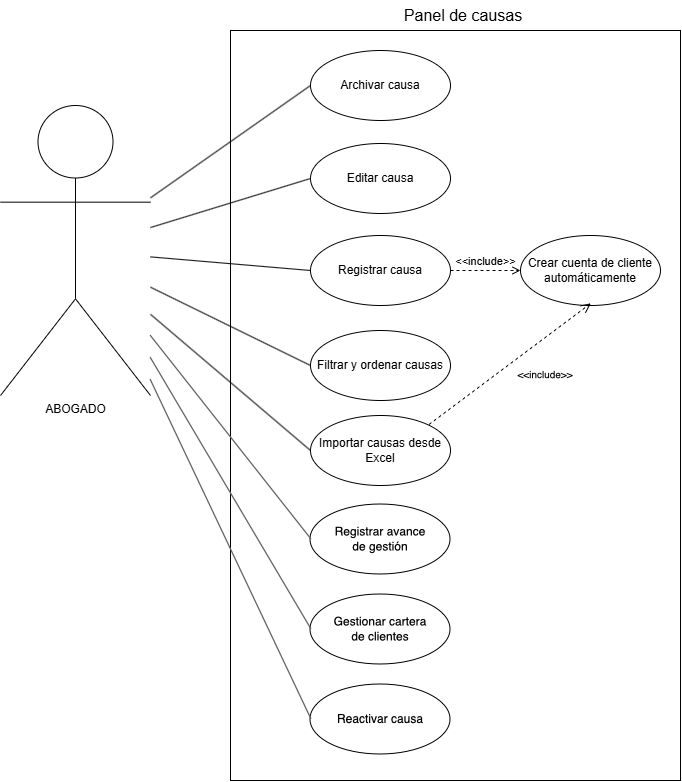 Panel de causas
Archivar causa
Editar causa
Registrar causa
<<include>>
Crear cuenta de cliente
automáticamente
Filtrar y ordenar causas
<<include>>
ABOGADO
Importar causas desde
Excel
Registrar avance
de gestión
Gestionar cartera
de clientes
Reactivar causa